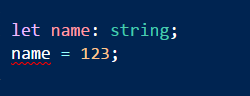 let name: string;
name = 123;